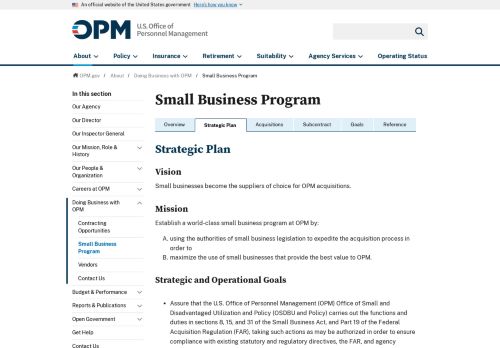 An official website of the United States government Here's how you know
OPM U.S. Office of
Personnel Management
About Policy Insurance Retirement Suitability Agency Services Operating Status
OPM.gov / About / Doing Business with OPM / Small Business Program
In this section
Our Agency
Our Director
Our Inspector General
Our Mission, Role &
History
Our People &
Organization
Careers at OPM
Doing Business with
OPM
Contracting
Opportunities
Small Business
Program
Vendors
Contact Us
Budget & Performance
Reports & Publications
Open Government
Get Help
Contact Us
Small Business Program
Overview Strategic Plan Acquisitions Subcontract Goals Reference
Strategic Plan
Vision
Small businesses become the suppliers of choice for OPM acquisitions.
Mission
Establish a world-class small business program at OPM by:
A. using the authorities of small business legislation to expedite the acquisition process in
order to
B. maximize the use of small businesses that provide the best value to OPM.
Strategic and Operational Goals
• Assure that the U.S. Office of Personnel Management (OPM) Office of Small and
Disadvantaged Utilization and Policy (OSDBU and Policy) carries out the functions and
duties in sections 8, 15, and 31 of the Small Business Act, and Part 19 of the Federal
Acquisition Regulation (FAR), taking such actions as may be authorized in order to ensure
compliance with existing statutory and regulatory directives, the FAR, and agency